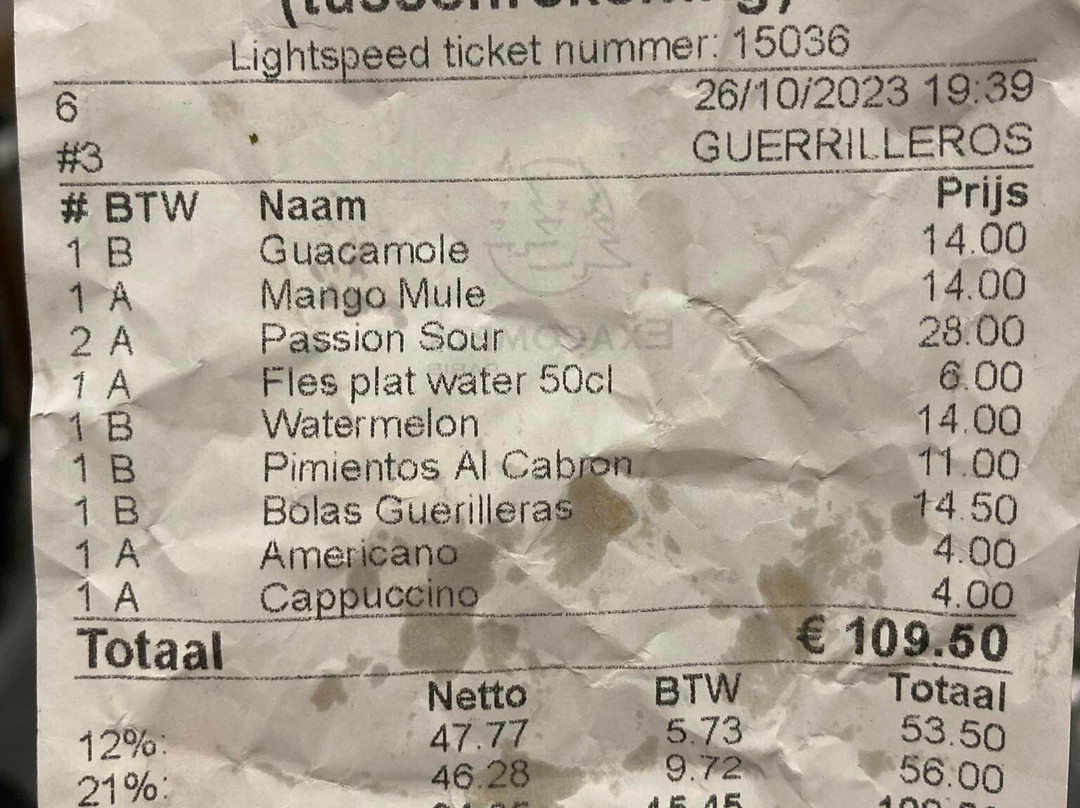 (tussenrekening)
Lightspeed ticket nummer: 15036
6 26/10/2023 19:39
#3 GUERRILLEROS
# BTW Naam Prijs
1 B Guacamole 14.00
1 A Mango Mule 14.00
2 A Passion Sour 28.00
1 A Fles plat water 50cl 6.00
1 B Watermelon 14.00
1 B Pimientos Al Cabron 11.00
1 B Bolas Guerilleras 14.50
1 A Americano 4.00
1 A Cappuccino 4.00
Totaal € 109.50
Netto BTW Totaal
12%: 47.77 5.73 53.50
21%: 46.28 9.72 56.00